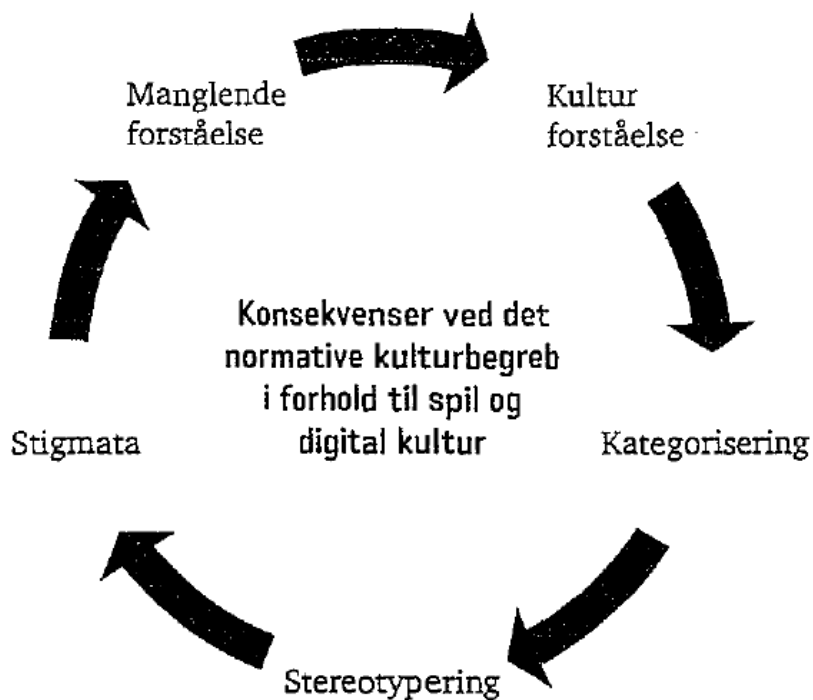 Manglende
forståelse
Kultur
forståelse
Konsekvenser ved det
normative kulturbegreb
i forhold til spil og
digital kultur
Stigmata
Kategorisering
Stereotypering